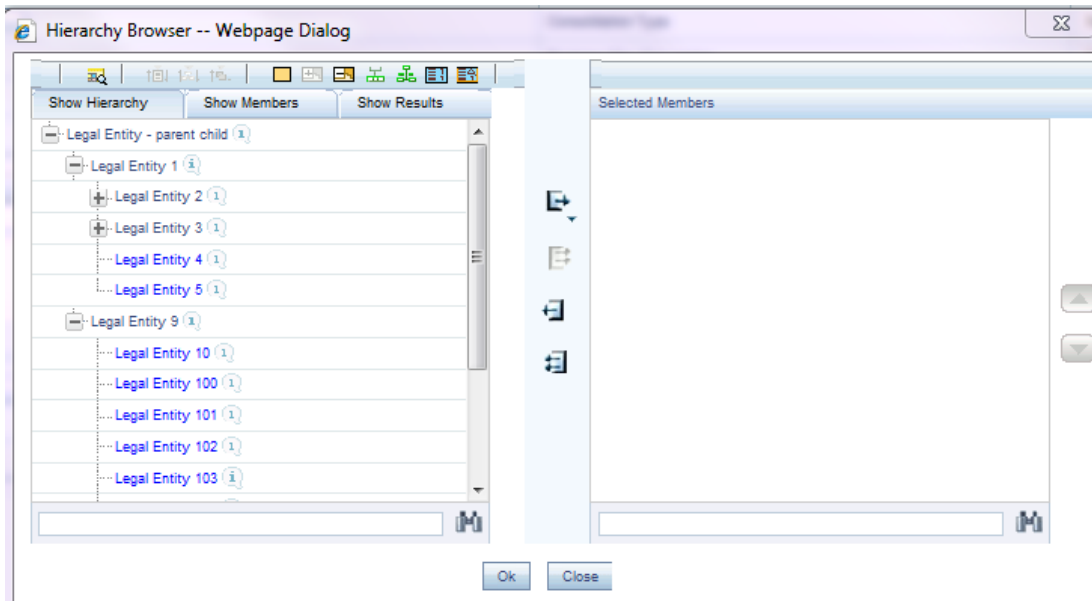 Hierarchy Browser -- Webpage Dialog
Show Hierarchy Show Members Show Results
Selected Members
Legal Entity - parent child
Legal Entity 1
Legal Entity 2
Legal Entity 3
Legal Entity 4
Legal Entity 5
Legal Entity 9
Legal Entity 10
Legal Entity 100
Legal Entity 101
Legal Entity 102
Legal Entity 103
Ok Close